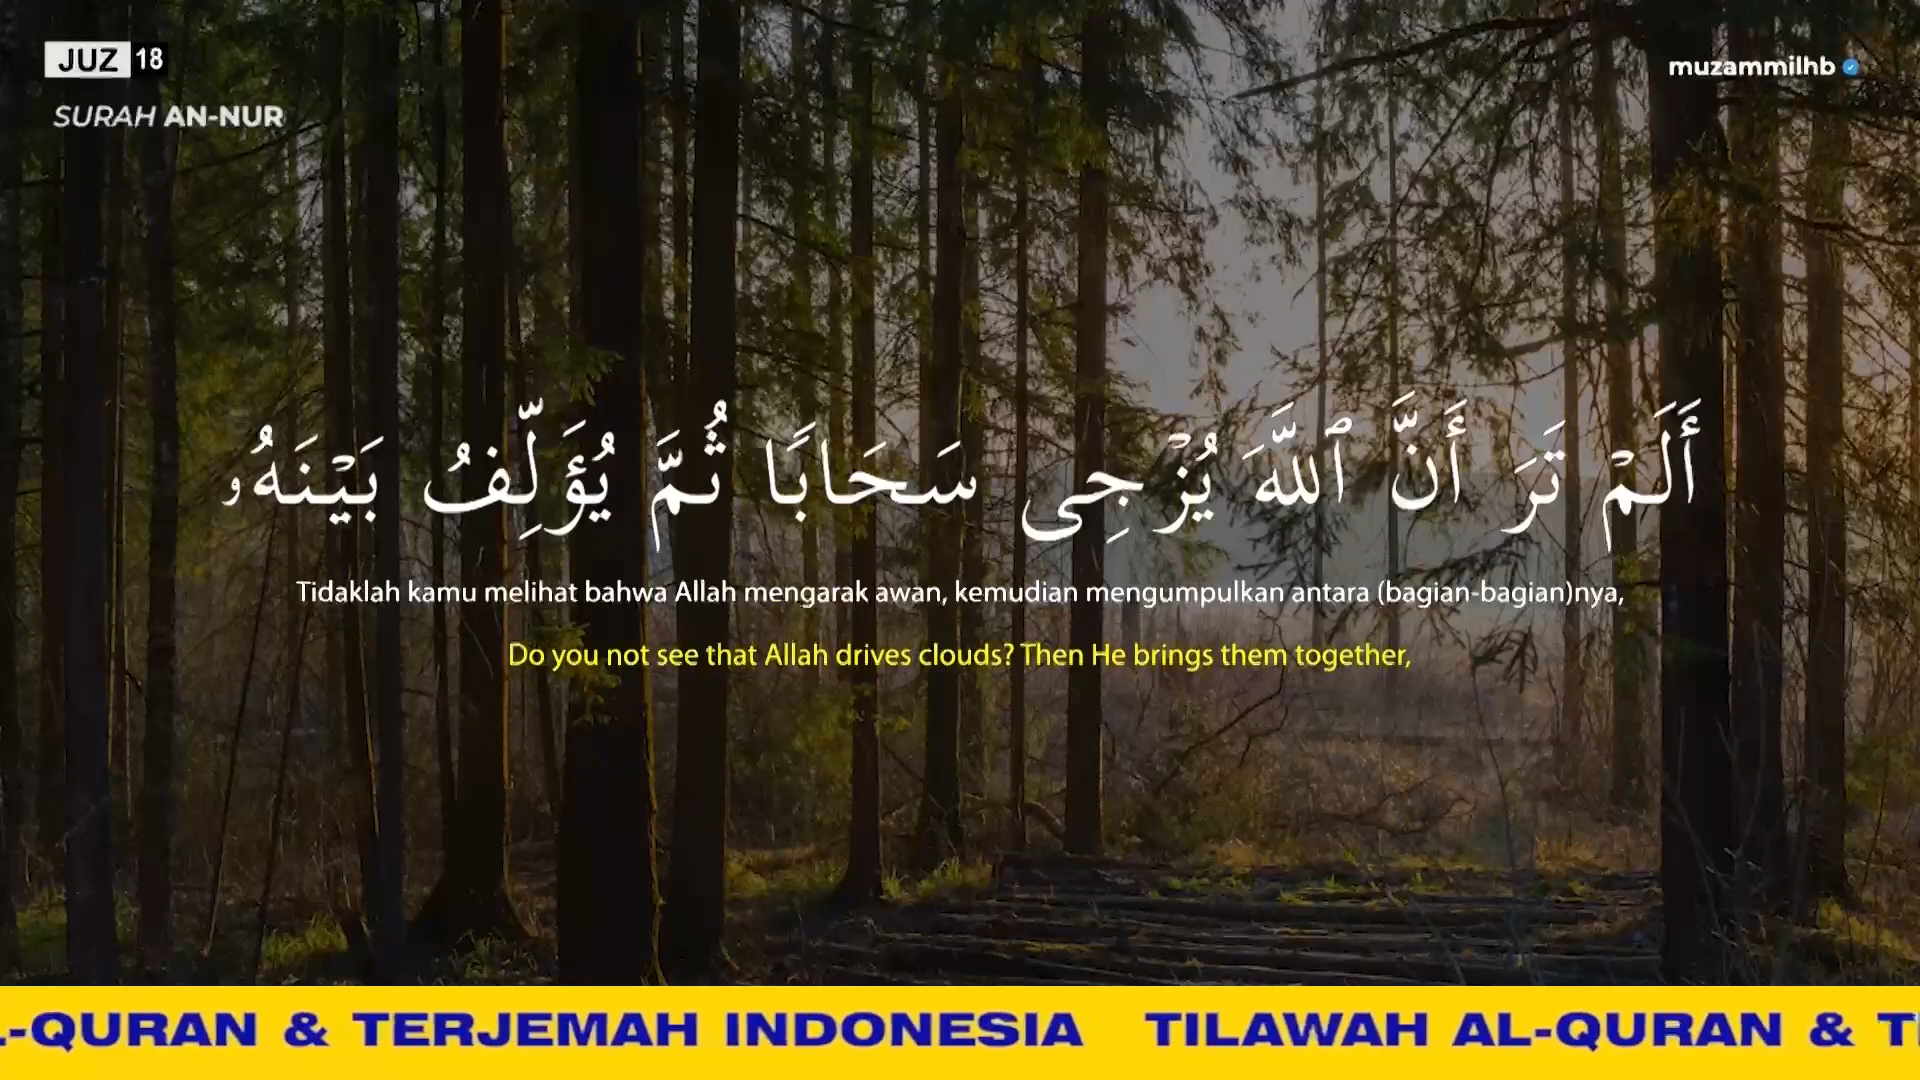 JUZ 18
muzammilhb
SURAH AN-NUR
أَلَمْ تَرَ أَنَّ ٱللَّهَ يُزْجِى سَحَابًا ثُمَّ يُؤَلِّفُ بَيْنَهُۥ
Tidaklah kamu melihat bahwa Allah mengarak awan, kemudian mengumpulkan antara (bagian-bagian)nya,
Do you not see that Allah drives clouds? Then He brings them together,
L-QURAN & TERJEMAH INDONESIA TILAWAH AL-QURAN & T